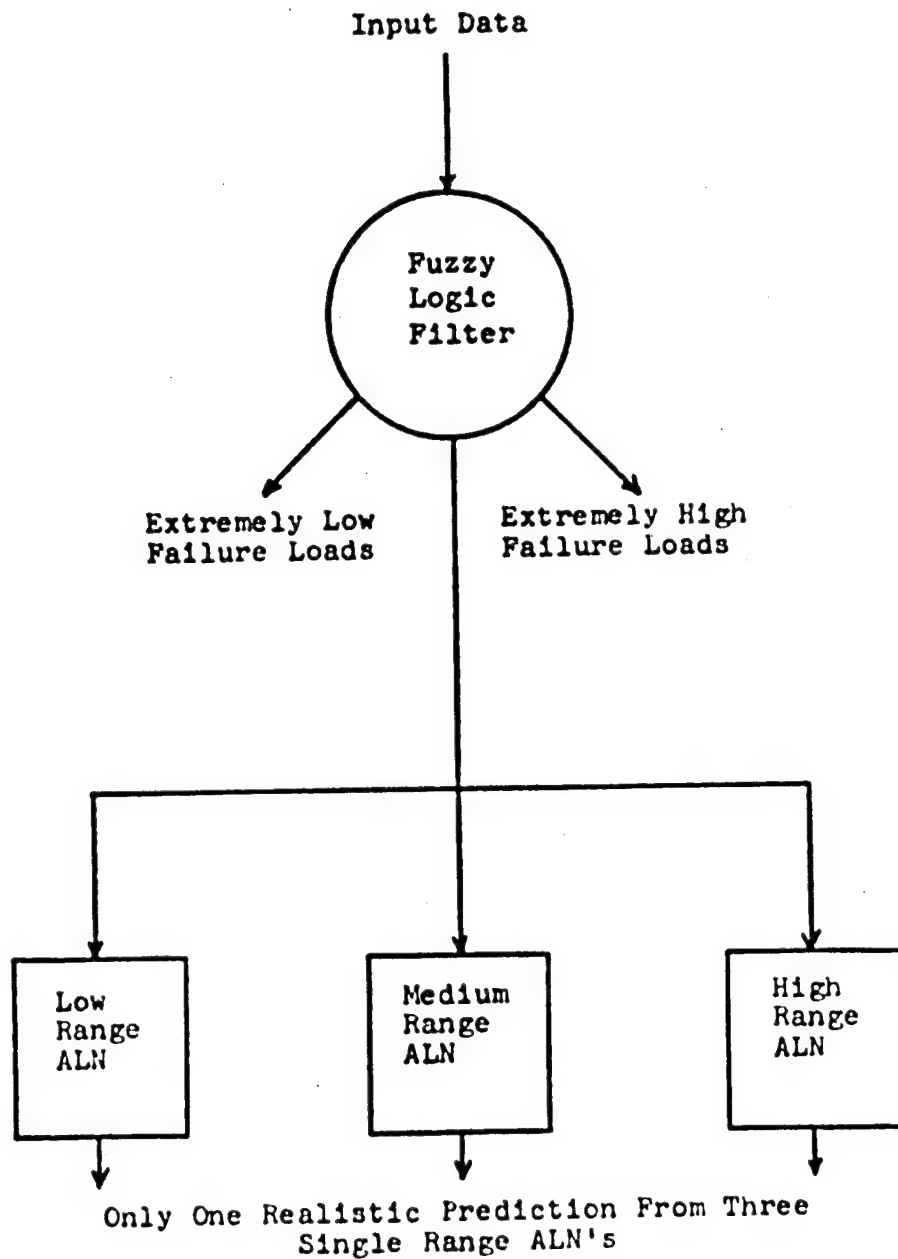 Input Data
Fuzzy
Logic
Filter
Extremely Low
Failure Loads
Extremely High
Failure Loads
Low
Range
ALN
Medium
Range
ALN
High
Range
ALN
Only One Realistic Prediction From Three
Single Range ALN's